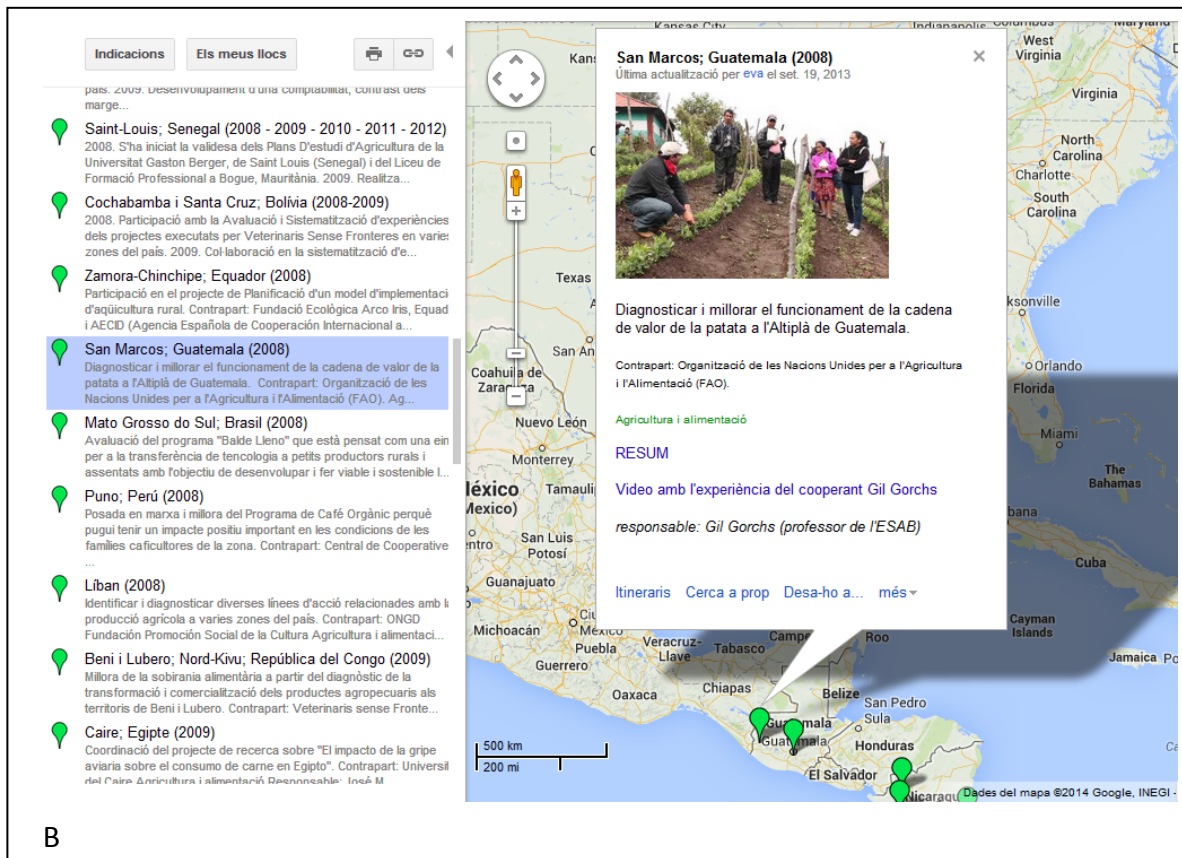 Indicacions
Els meus llocs
país. 2009. Desenvolupament d'una comptabilitat, contrast dels
marge...
Saint-Louis; Senegal (2008 - 2009 - 2010 - 2011 - 2012)
2008. S'ha iniciat la validesa dels Plans D'estudi d'Agricultura de la
Universitat Gaston Berger, de Saint Louis (Senegal) i del Liceu de
Formació Professional a Bogue, Mauritània. 2009. Realitza...
Cochabamba i Santa Cruz; Bolívia (2008-2009)
2008. Participació amb la Avaluació i Sistematització d'experiències
dels projectes executats per Veterinaris Sense Fronteres en varies
zones del país. 2009. Col·laboració en la sistematització d'e...
Zamora-Chinchipe; Equador (2008)
Participació en el projecte de Planificació d'un model d'implementaci
d'aqüicultura rural. Contrapart: Fundació Ecológica Arco Iris, Equad
i AECID (Agencia Española de Cooperación Internacional a...
San Marcos; Guatemala (2008)
Diagnosticar i millorar el funcionament de la cadena de valor de la
patata a l'Altiplà de Guatemala. Contrapart: Organització de les
Nacions Unides per a l'Agricultura i l'Alimentació (FAO). Ag...
Mato Grosso do Sul; Brasil (2008)
Avaluació del programa "Balde Lleno" que està pensat com una ein
per a la transferència de tencologia a petits productors rurals i
assentats amb l'objectiu de desenvolupar i fer viable i sostenible l...
Puno; Perú (2008)
Posada en marxa i millora del Programa de Café Orgànic perquè
pugui tenir un impacte positiu important en les condicions de les
famílies caficultores de la zona. Contrapart: Central de Cooperative
...
Líban (2008)
Identificar i diagnosticar diverses línees d'acció relacionades amb la
producció agrícola a varies zones del país. Contrapart: ONGD
Fundación Promoción Social de la Cultura Agricultura i alimentaci...
Beni i Lubero; Nord-Kivu; República del Congo (2009)
Millora de la sobirania alimentària a partir del diagnòstic de la
transformació i comercialització dels productes agropecuaris als
territoris de Beni i Lubero. Contrapart: Veterinaris sense Fronte...
Caire; Egipte (2009)
Coordinació del projecte de recerca sobre "El impacto de la gripe
aviaria sobre el consumo de carne en Egipto". Contrapart: Universit
del Caire Agricultura i alimentació Responsable: José M
San Marcos; Guatemala (2008)
Última actualització per eva el set. 19, 2013
Diagnosticar i millorar el funcionament de la cadena
de valor de la patata a l'Altiplà de Guatemala.
Contrapart: Organització de les Nacions Unides per a l'Agricultura
i l'Alimentació (FAO).
Agricultura i alimentació
RESUM
Video amb l'experiència del cooperant Gil Gorchs
responsable: Gil Gorchs (professor de l'ESAB)
Itineraris Cerca a prop Desa-ho a... més
Kansas City
Indianapolis
Columbus
Maryland
Kans
West
Virginia
Virginia
North
Carolina
Charlotte
South
Carolina
Texas
ksonville
San An
Orlando
Florida
Coahuila de
Zaragoza
Nuevo León
Miami
Monterrey
The
Bahamas
México
(Mexico)
Tamauli
bana
entro
San Luis
Potosí
Cuba
Guanajuato
Cayman
Islands
Ciu
México
Michoacán
Puebla
Veracruz-
Llave
Tabasco
Campe
Roo
Jamaica
Guerrero
Oaxaca
Chiapas
Belize
San Pedro
Sula
Guatemala
Guatemala
Honduras
El Salvador
Nicaragu
500 km
200 mi
Dades del mapa ©2014 Google, INEGI -
B